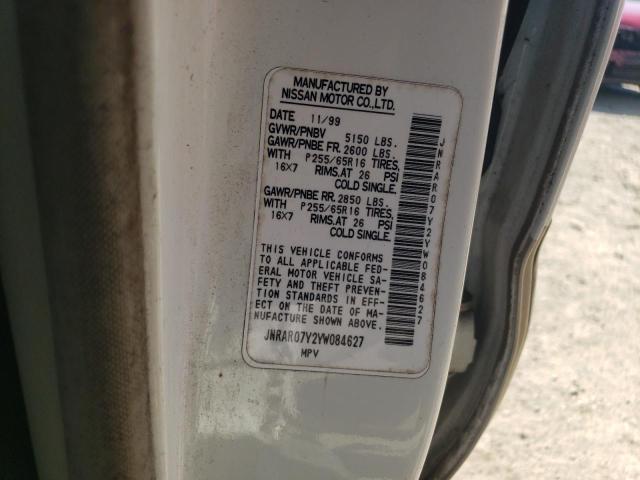 MANUFACTURED BY
NISSAN MOTOR CO.,LTD.
DATE 11/99
GVWR/PNBV 5150 LBS.
GAWR/PNBE FR. 2600 LBS.
WITH P255/65R16 TIRES,
16X7 RIMS.AT 26 PSI
COLD SINGLE.
GAWR/PNBE RR. 2850 LBS.
WITH P255/65R16 TIRES,
16X7 RIMS.AT 26 PSI
COLD SINGLE.
THIS VEHICLE CONFORMS
TO ALL APPLICABLE FED-
ERAL MOTOR VEHICLE SA-
FETY AND THEFT PREVEN-
TION STANDARDS IN EFF-
ECT ON THE DATE OF MA-
NUFACTURE SHOWN ABOVE.
JNRAR07Y2YW084627
MPV
JNRAR07Y2YW084627